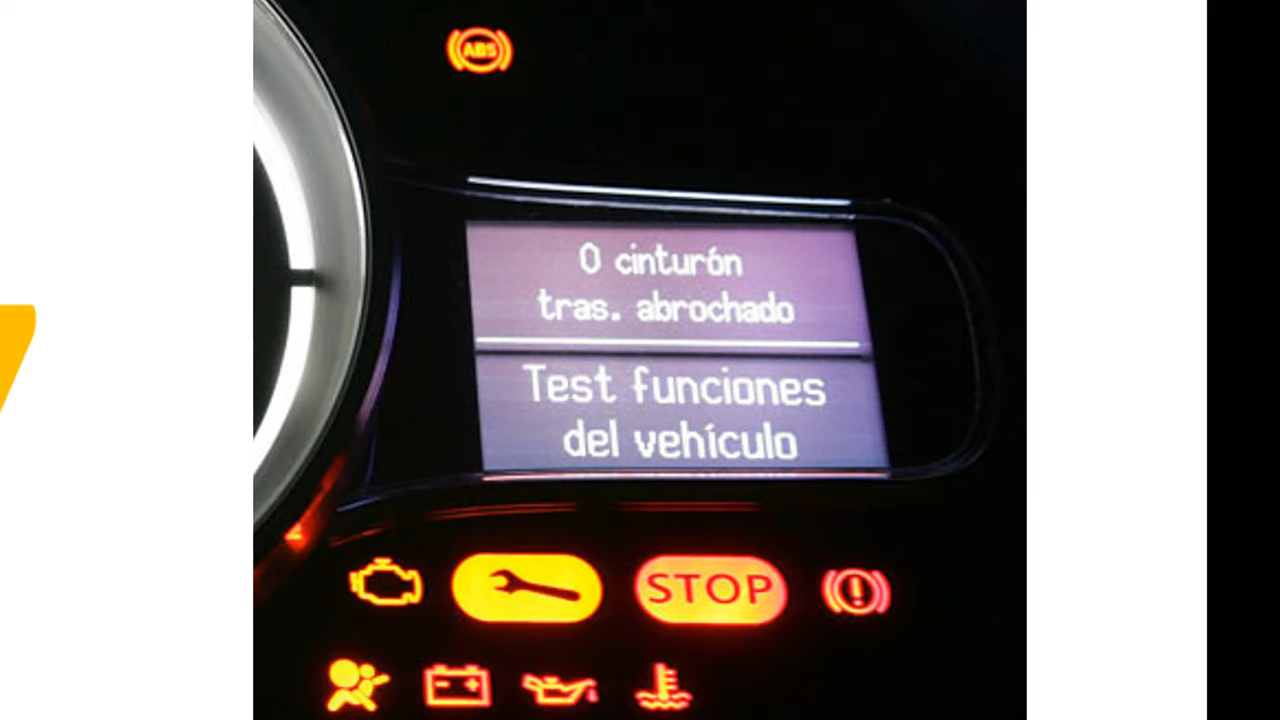 ABS
0 cinturón
tras. abrochado
Test funciones
del vehículo
STOP